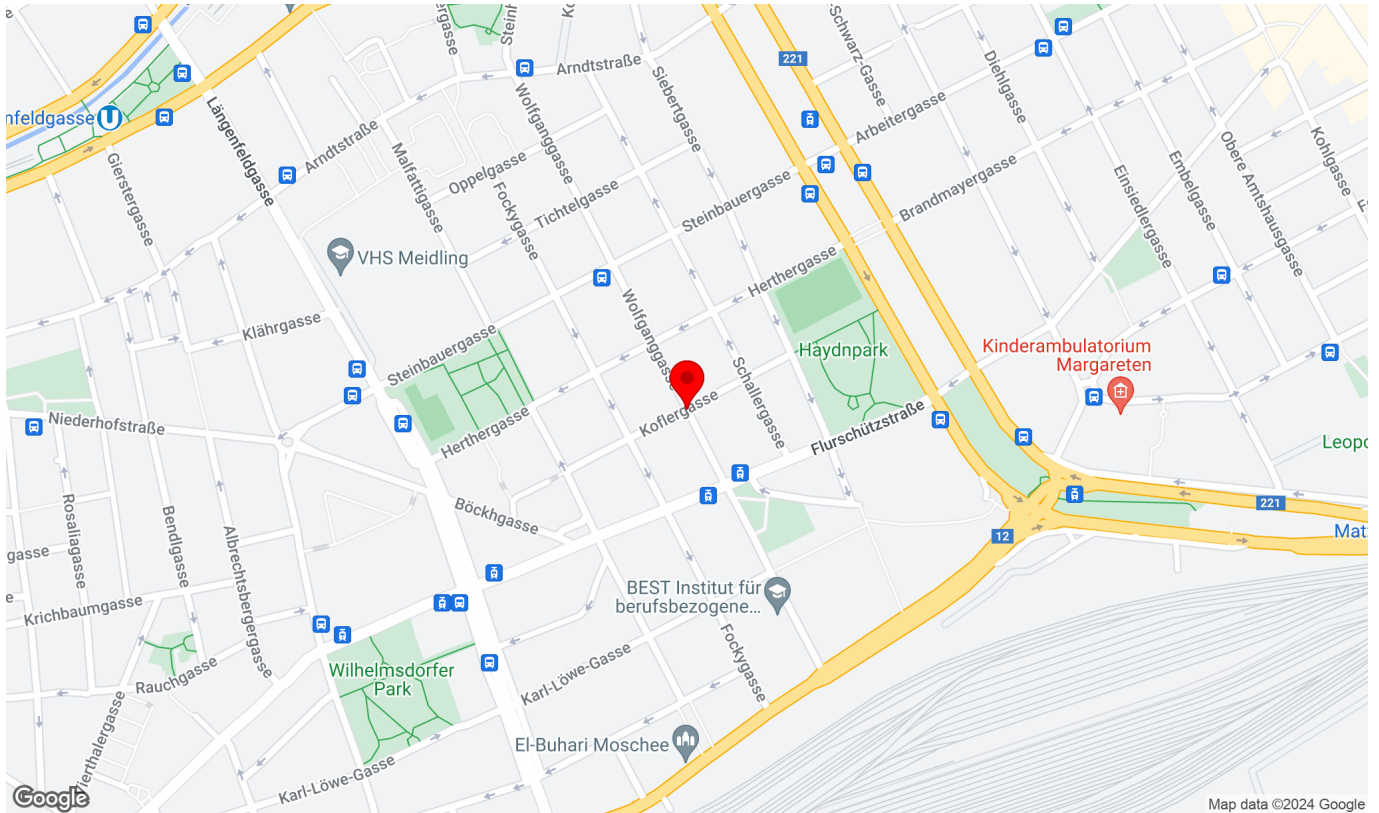 Arndtstraße
221
-Schwarz-Gasse
Diehlgasse
nfeldgasse
U
Längenfeldgasse
Arndtstraße
Malfattigasse
Oppelgasse
Wolfganggasse
Siebertgasse
Arbeitergasse
Kohlgasse
Obere Amtshausgasse
Embelgasse
Einsiedlergasse
Brandmayergasse
Gierstergasse
Fockygasse
Tichtelgasse
Steinbauergasse
VHS Meidling
Herthergasse
Klährgasse
Steinbauergasse
Wolfganggasse
Schallergasse
Haydnpark
Kinderambulatorium
Margareten
Niederhofstraße
Herthergasse
Koflergasse
Flurschützstraße
Leopo
Rosaliagasse
Bendlgasse
Albrechtsbergergasse
Böckhgasse
221
12
Matz
gasse
Krichbaumgasse
BEST Institut für
berufsbezogene...
Fockygasse
Rauchgasse
Wilhelmsdorfer
Park
Karl-Löwe-Gasse
El-Buhari Moschee
Karl-Löwe-Gasse
Vierthalergasse
Google
Map data ©2024 Google